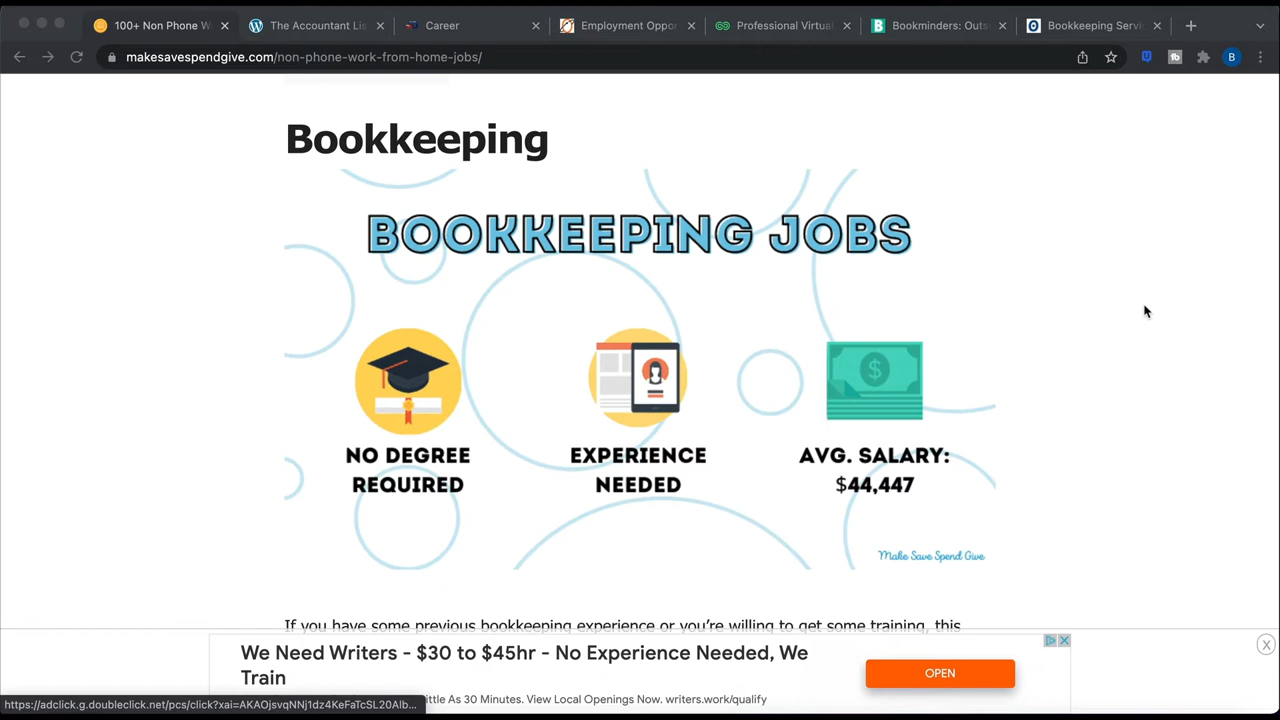 100+ Non Phone W
The Accountant Lis
Career
Employment Oppor
Professional Virtual
Bookminders: Outs
Bookkeeping Servic
makesavespendgive.com/non-phone-work-from-home-jobs/
B
Bookkeeping
BOOKKEEPING JOBS
NO DEGREE
REQUIRED
EXPERIENCE
NEEDED
AVG. SALARY:
$44,447
Make Save Spend Give
If you have some previous bookkeeping experience or you're willing to get some training, this
We Need Writers - $30 to $45hr - No Experience Needed, We
Train
OPEN
ittle As 30 Minutes. View Local Openings Now. writers.work/qualify
https://adclick.g.doubleclick.net/pcs/click?xai=AKAOjsvqNNj1dz4KeFaTcSL20Alb...